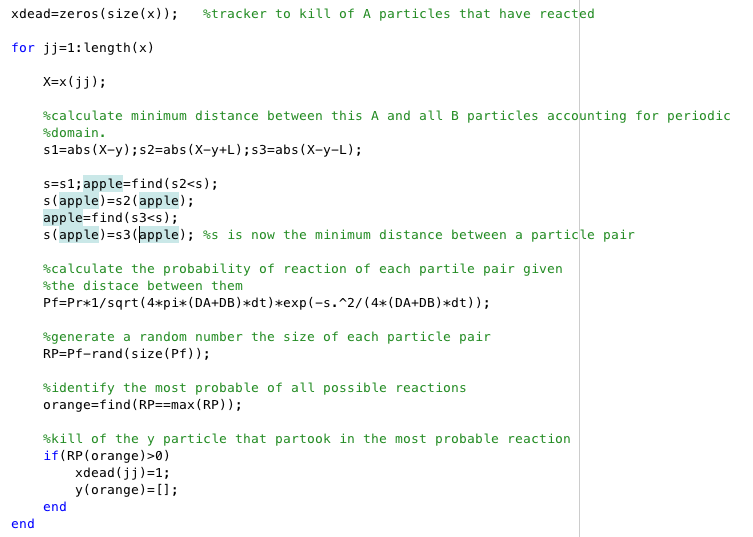 xdead=zeros(size(x));   %tracker to kill of A particles that have reacted
for jj=1:length(x)
X=x(jj);
%calculate minimum distance between this A and all B particles accounting for periodic
%domain.
s1=abs(X-y);s2=abs(X-y+L);s3=abs(X-y-L);
s=s1;apple=find(s2<s);
s(apple)=s2(apple);
apple=find(s3<s);
s(apple)=s3(apple); %s is now the minimum distance between a particle pair
%calculate the probability of reaction of each partile pair given
%the distace between them
Pf=Pr*1/sqrt(4*pi*(DA+DB)*dt)*exp(-s.^2/(4*(DA+DB)*dt));
%generate a random number the size of each particle pair
RP=Pf-rand(size(Pf));
%identify the most probable of all possible reactions
orange=find(RP==max(RP));
%kill of the y particle that partook in the most probable reaction
if(RP(orange)>0)
xdead(jj)=1;
y(orange)=[];
end
end